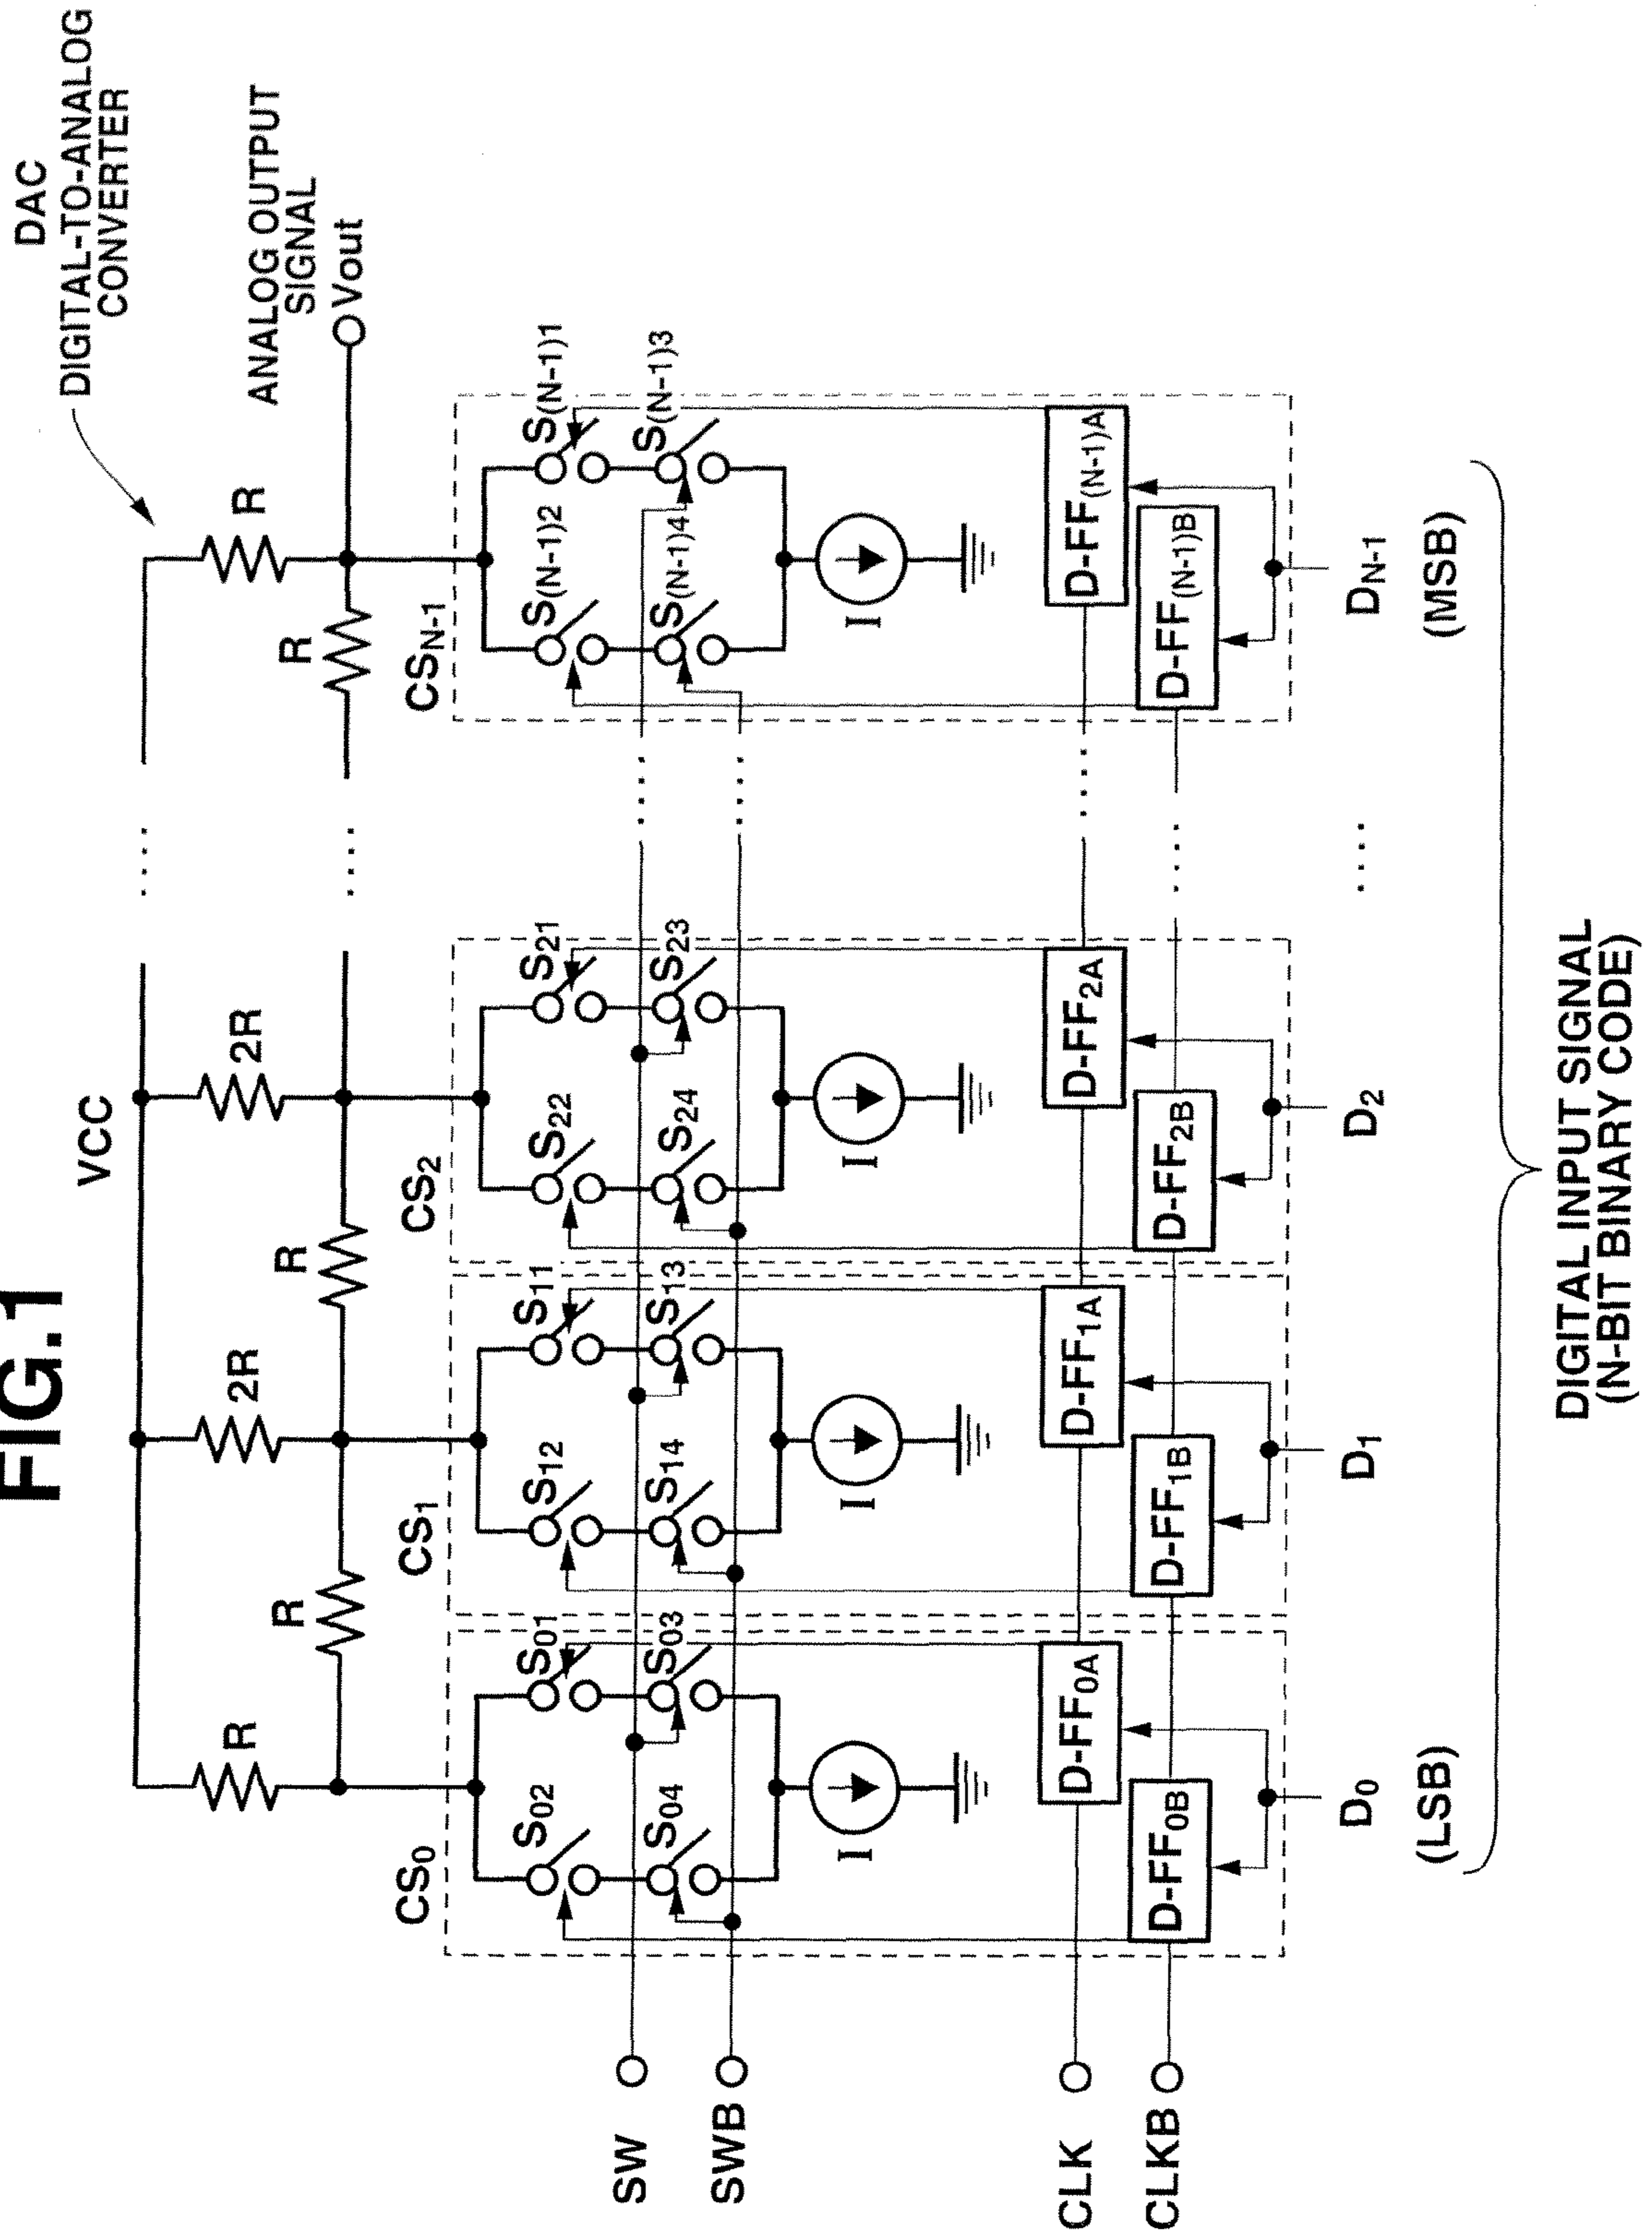 FIG.1
DAC
DIGITAL-TO-ANALOG
CONVERTER
VCC
ANALOG OUTPUT
SIGNAL
Vout
R
2R
2R
R
R
R
R
CS0
CS1
CS2
CSN-1
S02
S01
S12
S11
S22
S21
S(N-1)2
S(N-1)1
SW
S04
S03
S14
S13
S24
S23
S(N-1)4
S(N-1)3
SWB
I
I
I
I
CLK
D-FF0A
D-FF1A
D-FF2A
D-FF(N-1)A
CLKB
D-FF0B
D-FF1B
D-FF2B
D-FF(N-1)B
D0
D1
D2
DN-1
(LSB)
(MSB)
DIGITAL INPUT SIGNAL
(N-BIT BINARY CODE)